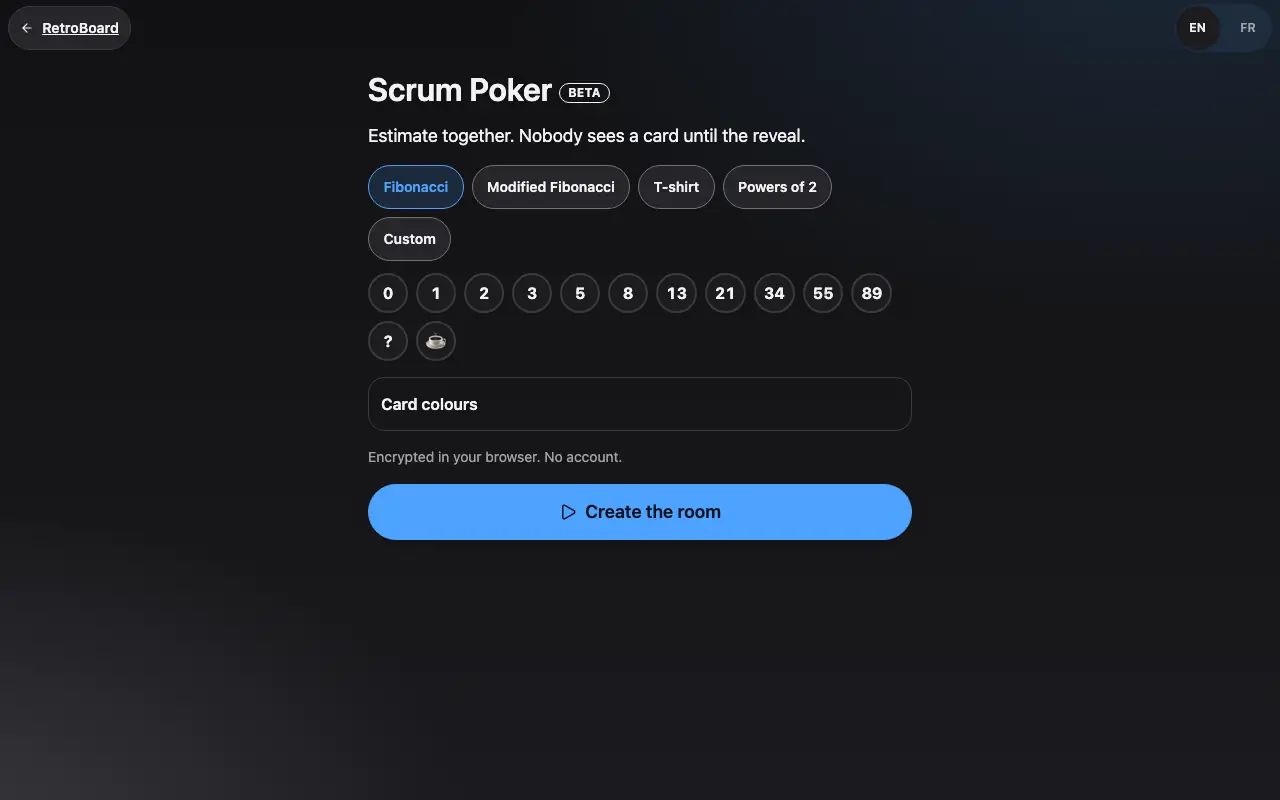 RetroBoard
EN FR
Scrum Poker BETA
Estimate together. Nobody sees a card until the reveal.
Fibonacci Modified Fibonacci T-shirt Powers of 2
Custom
0 1 2 3 5 8 13 21 34 55 89
? ☕
Card colours
Encrypted in your browser. No account.
Create the room